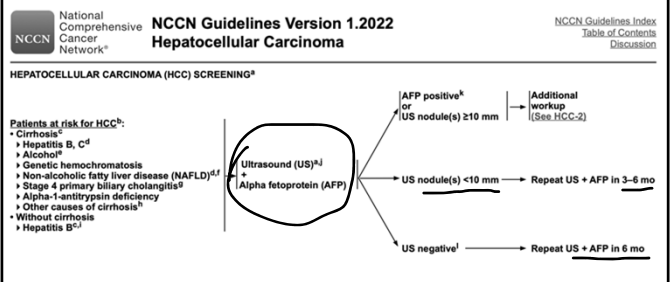 NCCN
National
Comprehensive
Cancer
Network®
NCCN Guidelines Version 1.2022
Hepatocellular Carcinoma
NCCN Guidelines Index
Table of Contents
Discussion
HEPATOCELLULAR CARCINOMA (HCC) SCREENINGa
Patients at risk for HCCb:
• Cirrhosisc
▸ Hepatitis B, Cd
▸ Alcohole
▸ Genetic hemochromatosis
▸ Non-alcoholic fatty liver disease (NAFLD)d,f
▸ Stage 4 primary biliary cholangitisg
▸ Alpha-1-antitrypsin deficiency
▸ Other causes of cirrhosish
• Without cirrhosis
▸ Hepatitis Bc,i
Ultrasound (US)a,j
+
Alpha fetoprotein (AFP)
AFP positivek
or
US nodule(s) ≥10 mm
Additional
workup
(See HCC-2)
US nodule(s) <10 mm
Repeat US + AFP in 3–6 mo
US negativel
Repeat US + AFP in 6 mo